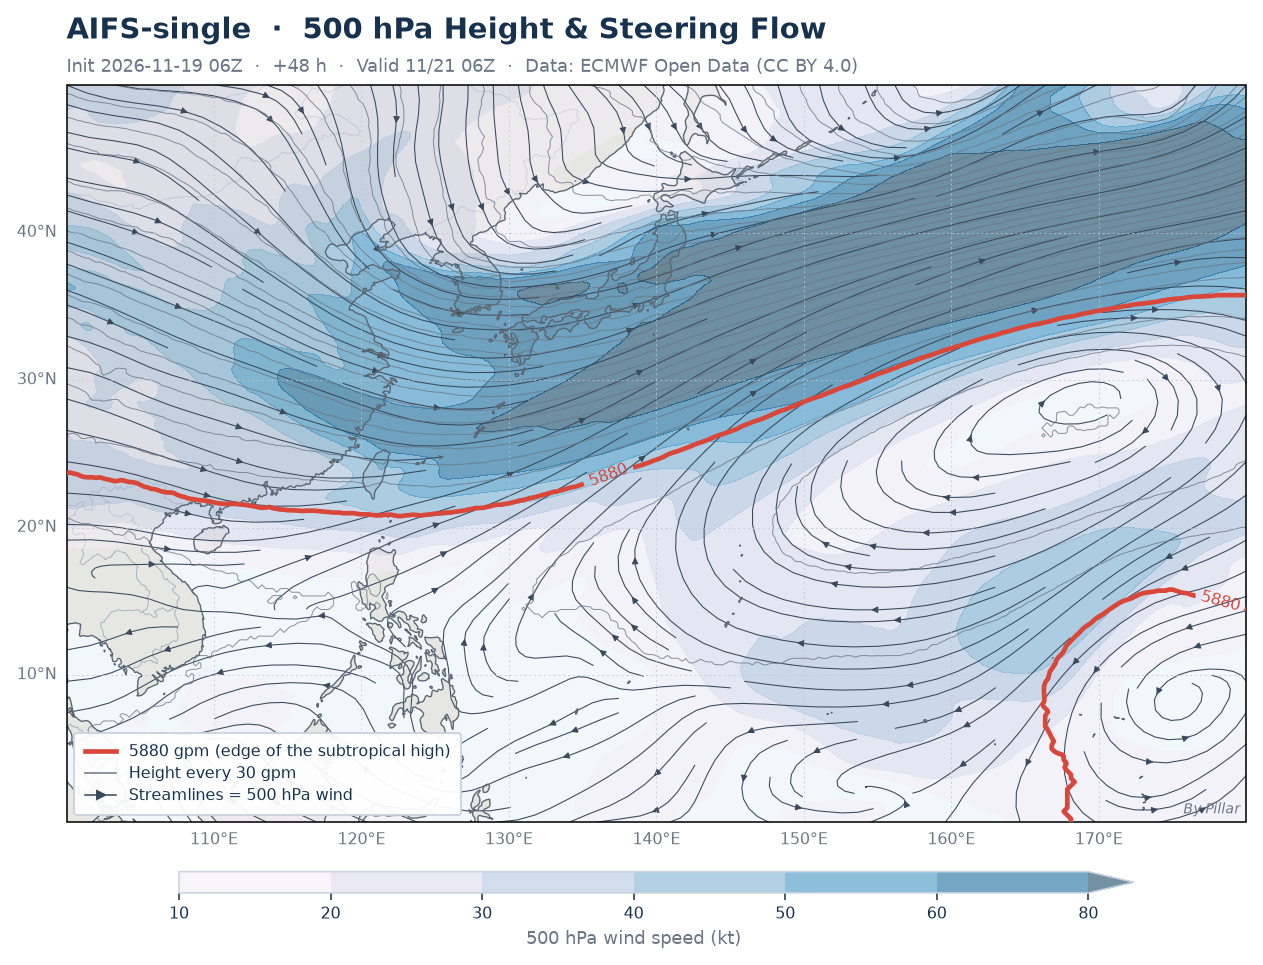 AIFS-single · 500 hPa Height & Steering Flow
Init 2026-11-19 06Z · +48 h · Valid 11/21 06Z · Data: ECMWF Open Data (CC BY 4.0)
40°N
30°N
20°N
10°N
5880
5880
5880 gpm (edge of the subtropical high)
Height every 30 gpm
Streamlines = 500 hPa wind
By Pillar
110°E 120°E 130°E 140°E 150°E 160°E 170°E
10 20 30 40 50 60 80
500 hPa wind speed (kt)